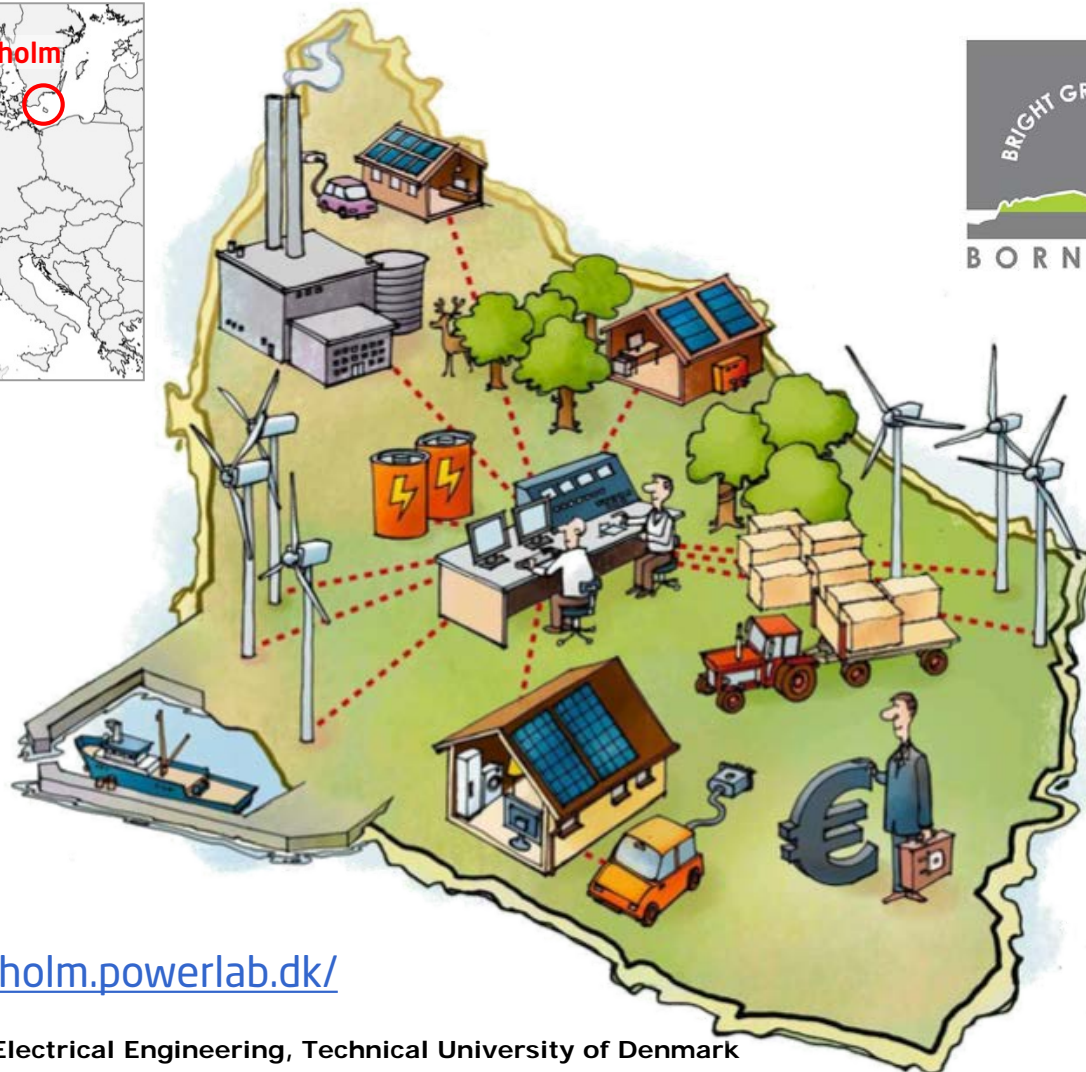 holm
BRIGHT GR
BORN
€
holm.powerlab.dk/
Electrical Engineering, Technical University of Denmark